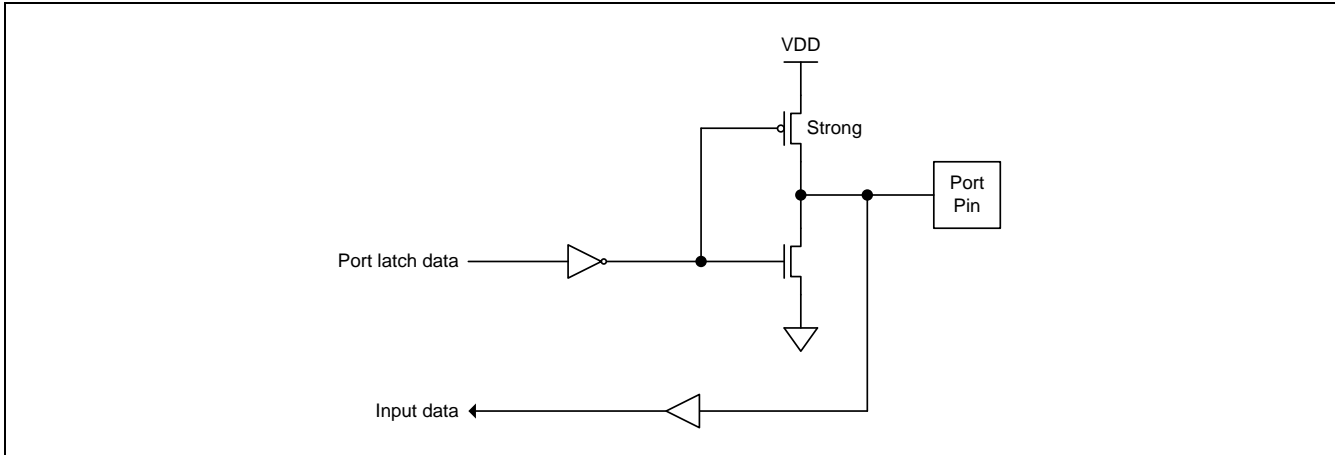 VDD
Strong
Port
Pin
Port latch data
Input data